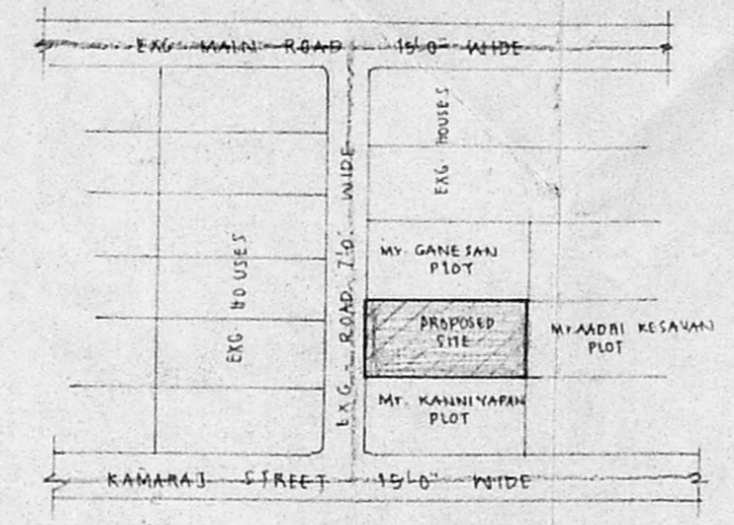 EXG MAIN ROAD 15'0" WIDE
EXG HOUSES
EXG HOUSES
EXG - ROAD 7'0" WIDE
Mr. GANESAN
PLOT
PROPOSED
SITE
Mr. AADHI KESAVAN
PLOT
Mr. KANNIYAPAN
PLOT
KAMARAJ STREET 15'0" WIDE